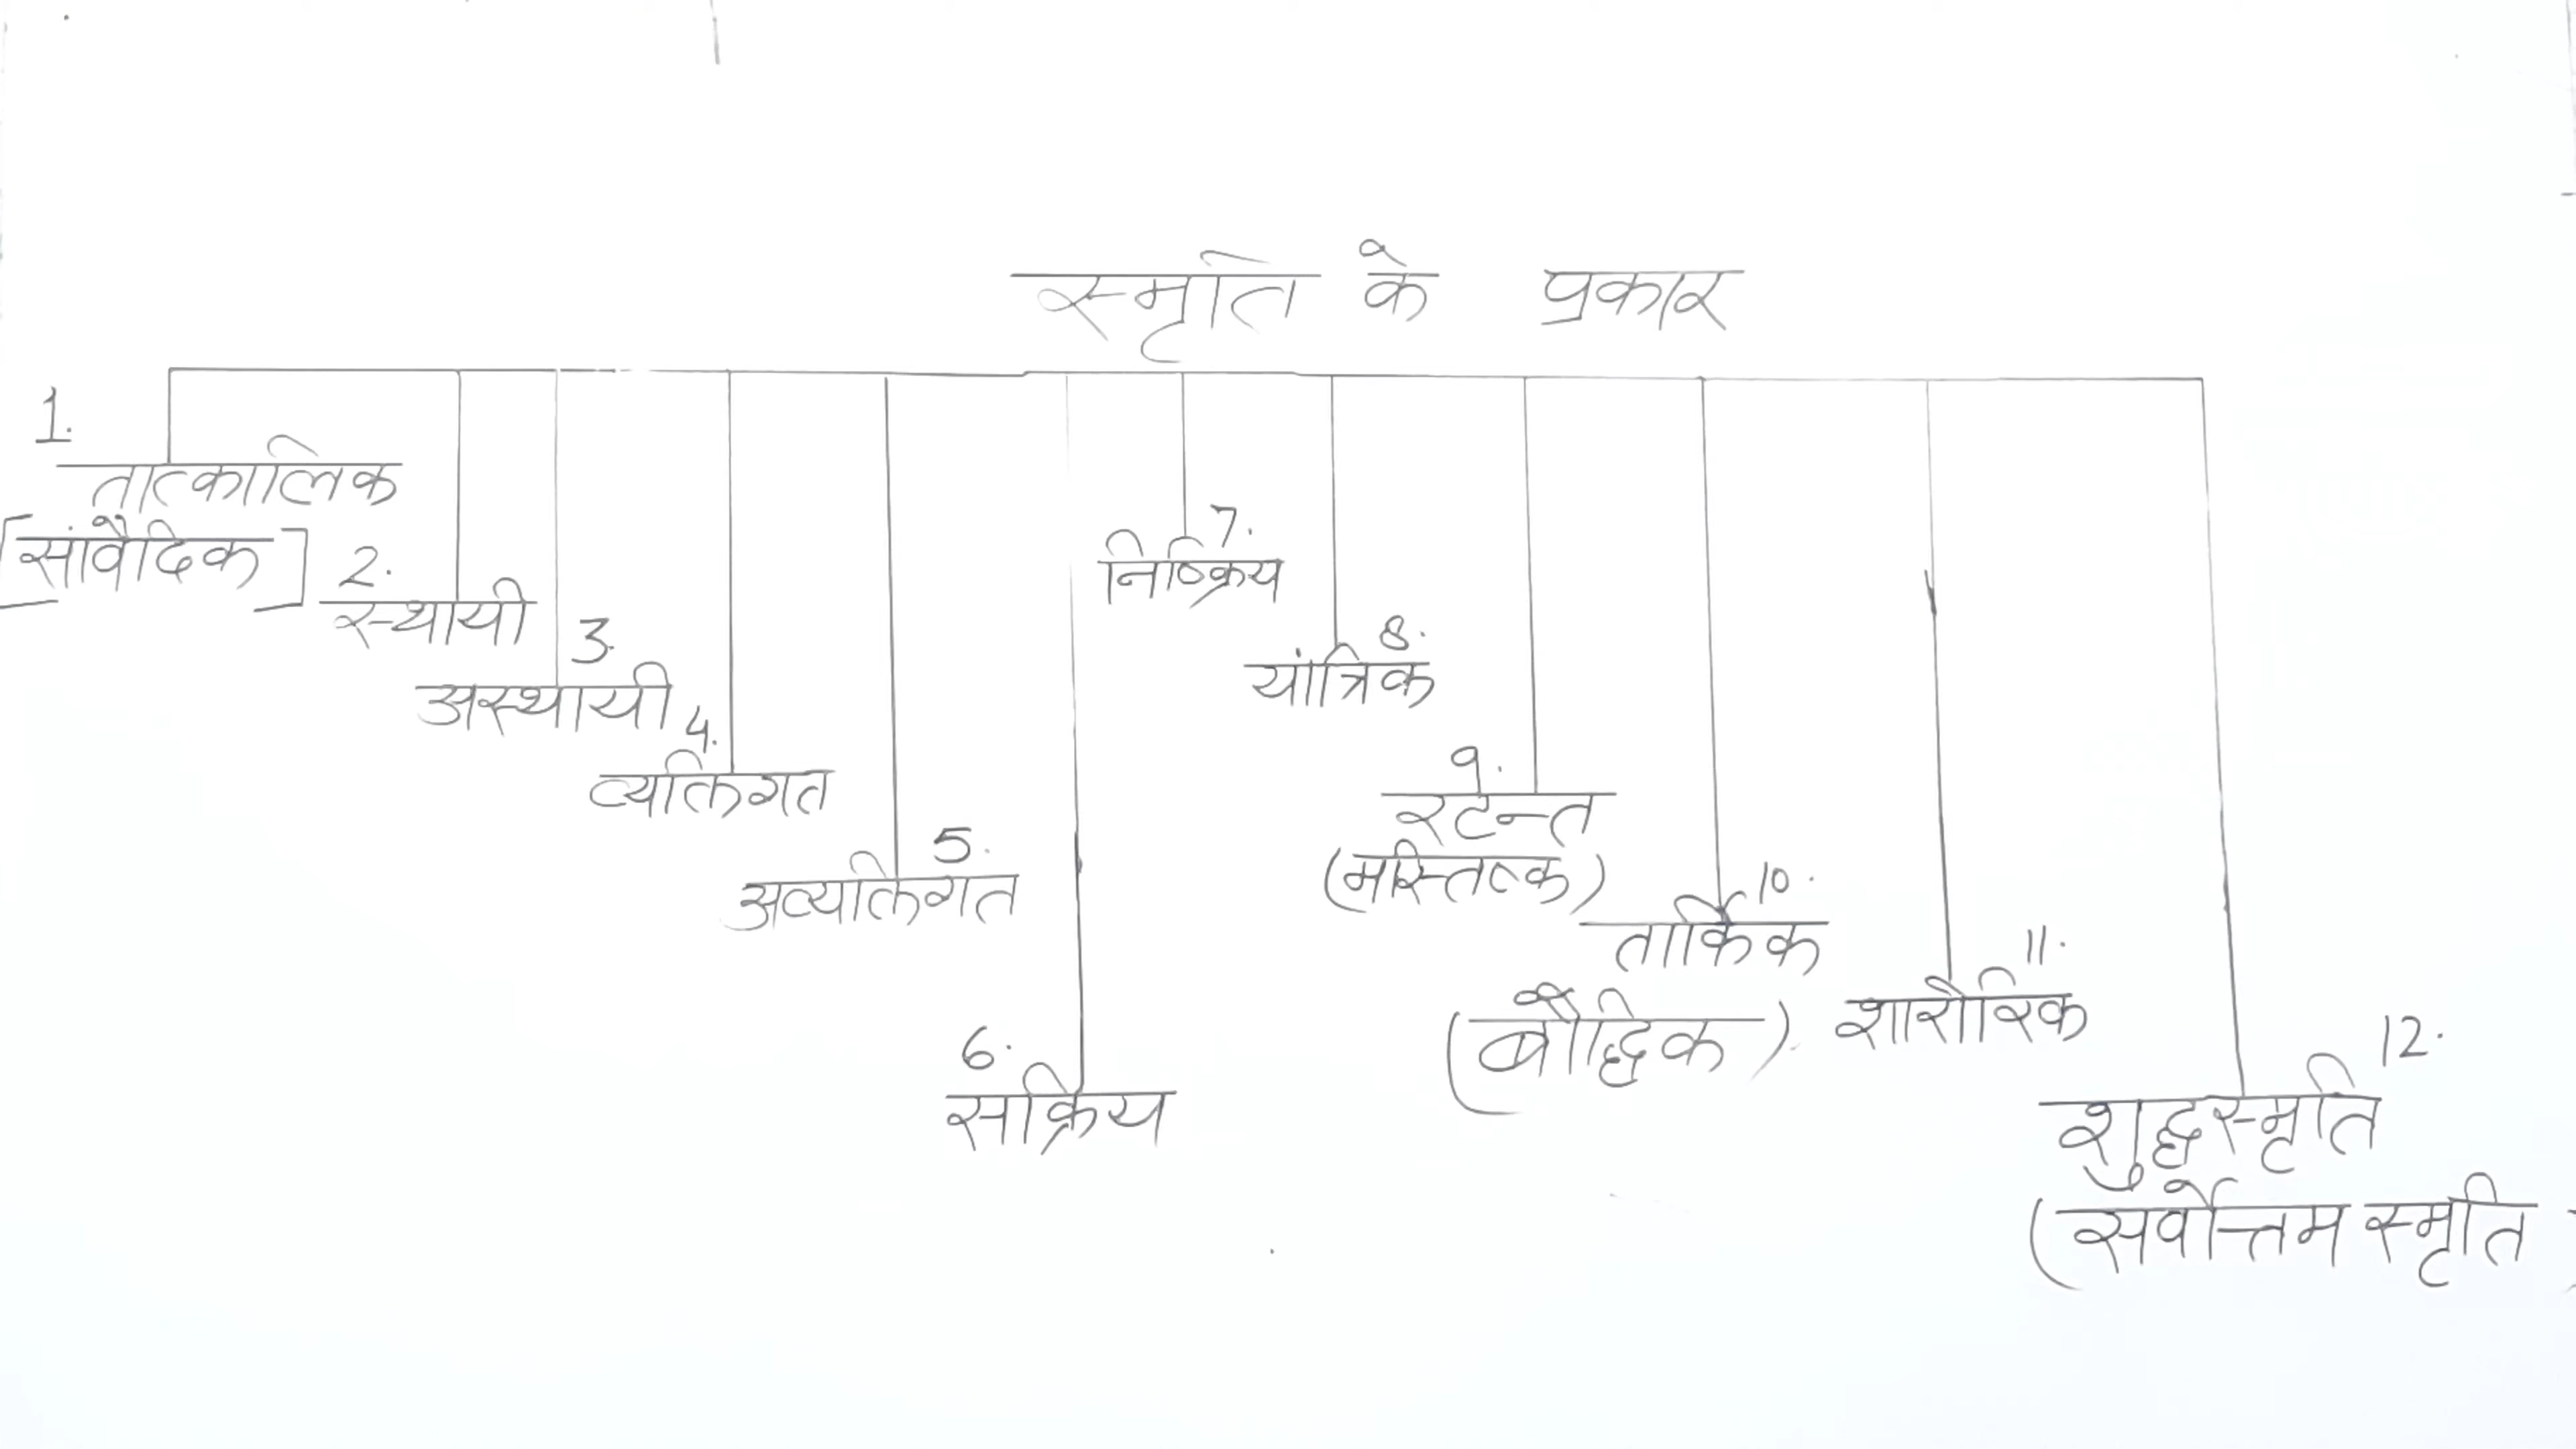 स्मृति के प्रकार
1.
तात्कालिक
[सांवैदिक]
2.
स्थायी
3.
अस्थायी
4.
व्यक्तिगत
5.
अव्यक्तिगत
6.
सक्रिय
7.
निष्क्रिय
8.
यांत्रिक
9.
रटन्त
(मस्तिष्क)
10.
तार्किक
(बौद्धिक)
11.
शारीरिक
12.
शुद्धस्मृति
(सर्वोत्तम स्मृति)